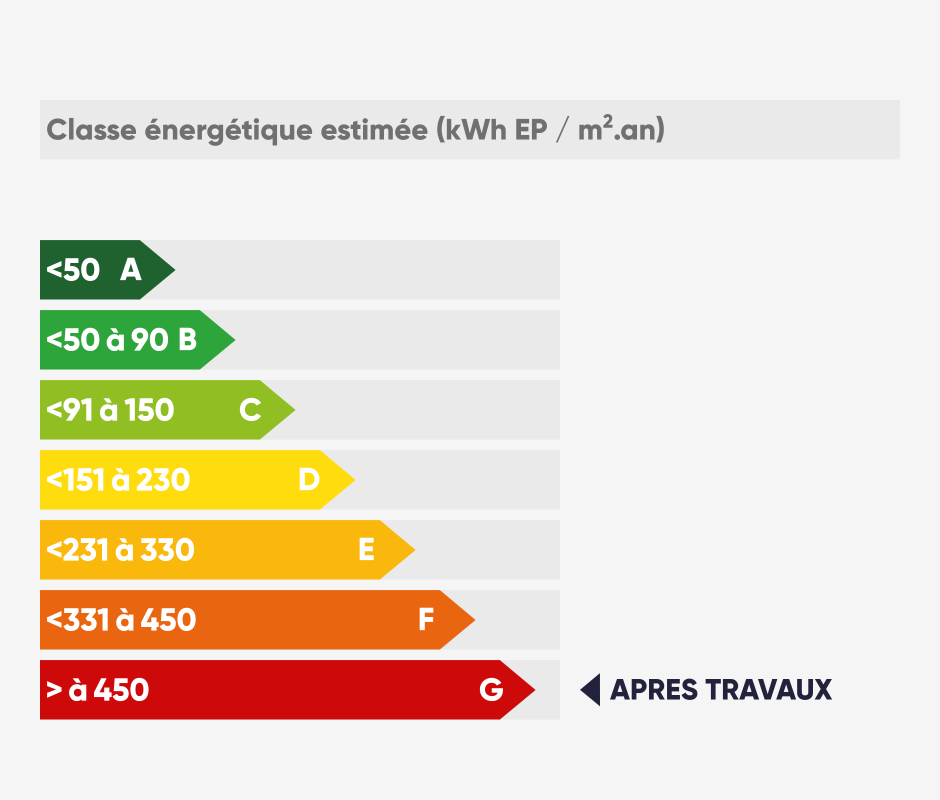 Classe énergétique estimée (kWh EP / m².an)
<50 A
<50 à 90 B
<91 à 150 C
<151 à 230 D
<231 à 330 E
<331 à 450 F
> à 450 G
APRES TRAVAUX